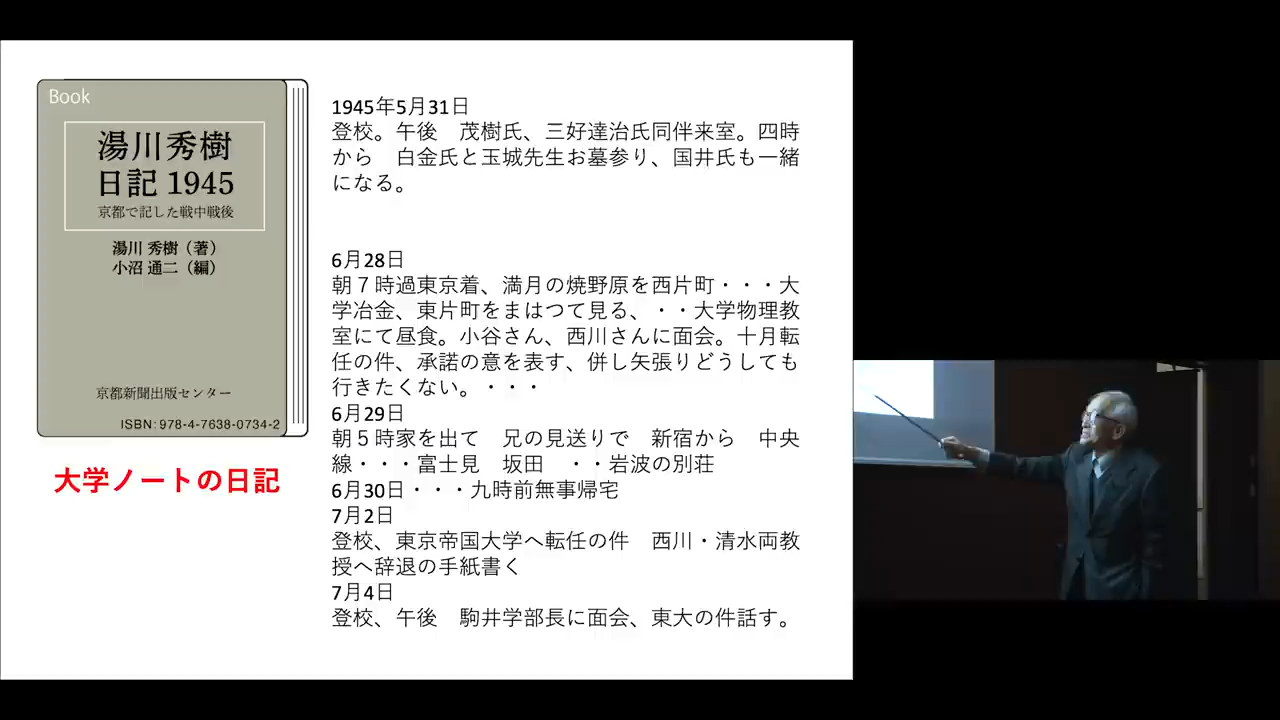 Book
湯川秀樹
日記 1945
京都で記した戦中戦後
湯川 秀樹（著）
小沼 通二（編）
京都新聞出版センター
ISBN: 978-4-7638-0734-2
大学ノートの日記
1945年5月31日
登校。午後　茂樹氏、三好達治氏同伴来室。四時
から　白金氏と玉城先生お墓参り、国井氏も一緒
になる。
6月28日
朝７時過東京着、満月の焼野原を西片町・・・大
学冶金、東片町をまはつて見る、・・大学物理教
室にて昼食。小谷さん、西川さんに面会。十月転
任の件、承諾の意を表す、併し矢張りどうしても
行きたくない。・・・
6月29日
朝５時家を出て　兄の見送りで　新宿から　中央
線・・・富士見　坂田　・・岩波の別荘
6月30日・・・九時前無事帰宅
7月2日
登校、東京帝国大学へ転任の件　西川・清水両教
授へ辞退の手紙書く
7月4日
登校、午後　駒井学部長に面会、東大の件話す。